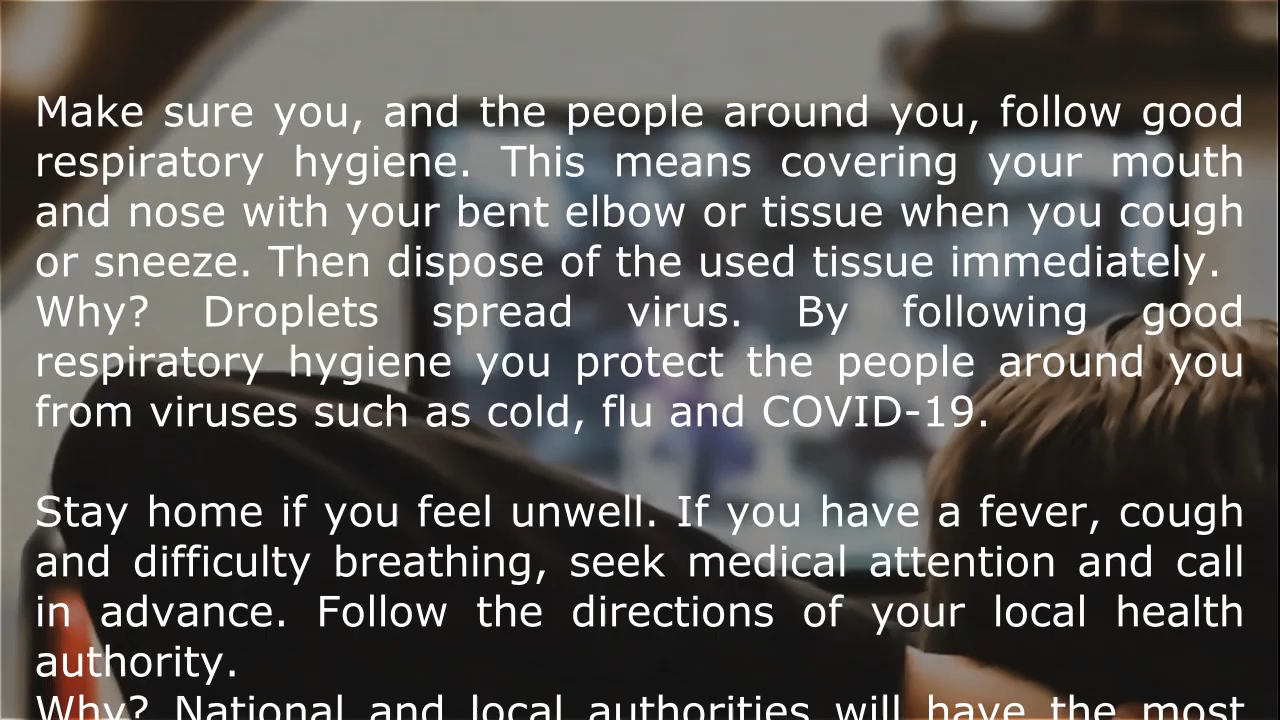 Make sure you, and the people around you, follow good
respiratory hygiene. This means covering your mouth
and nose with your bent elbow or tissue when you cough
or sneeze. Then dispose of the used tissue immediately.
Why? Droplets spread virus. By following good
respiratory hygiene you protect the people around you
from viruses such as cold, flu and COVID-19.
Stay home if you feel unwell. If you have a fever, cough
and difficulty breathing, seek medical attention and call
in advance. Follow the directions of your local health
authority.
Why? National and local authorities will have the most